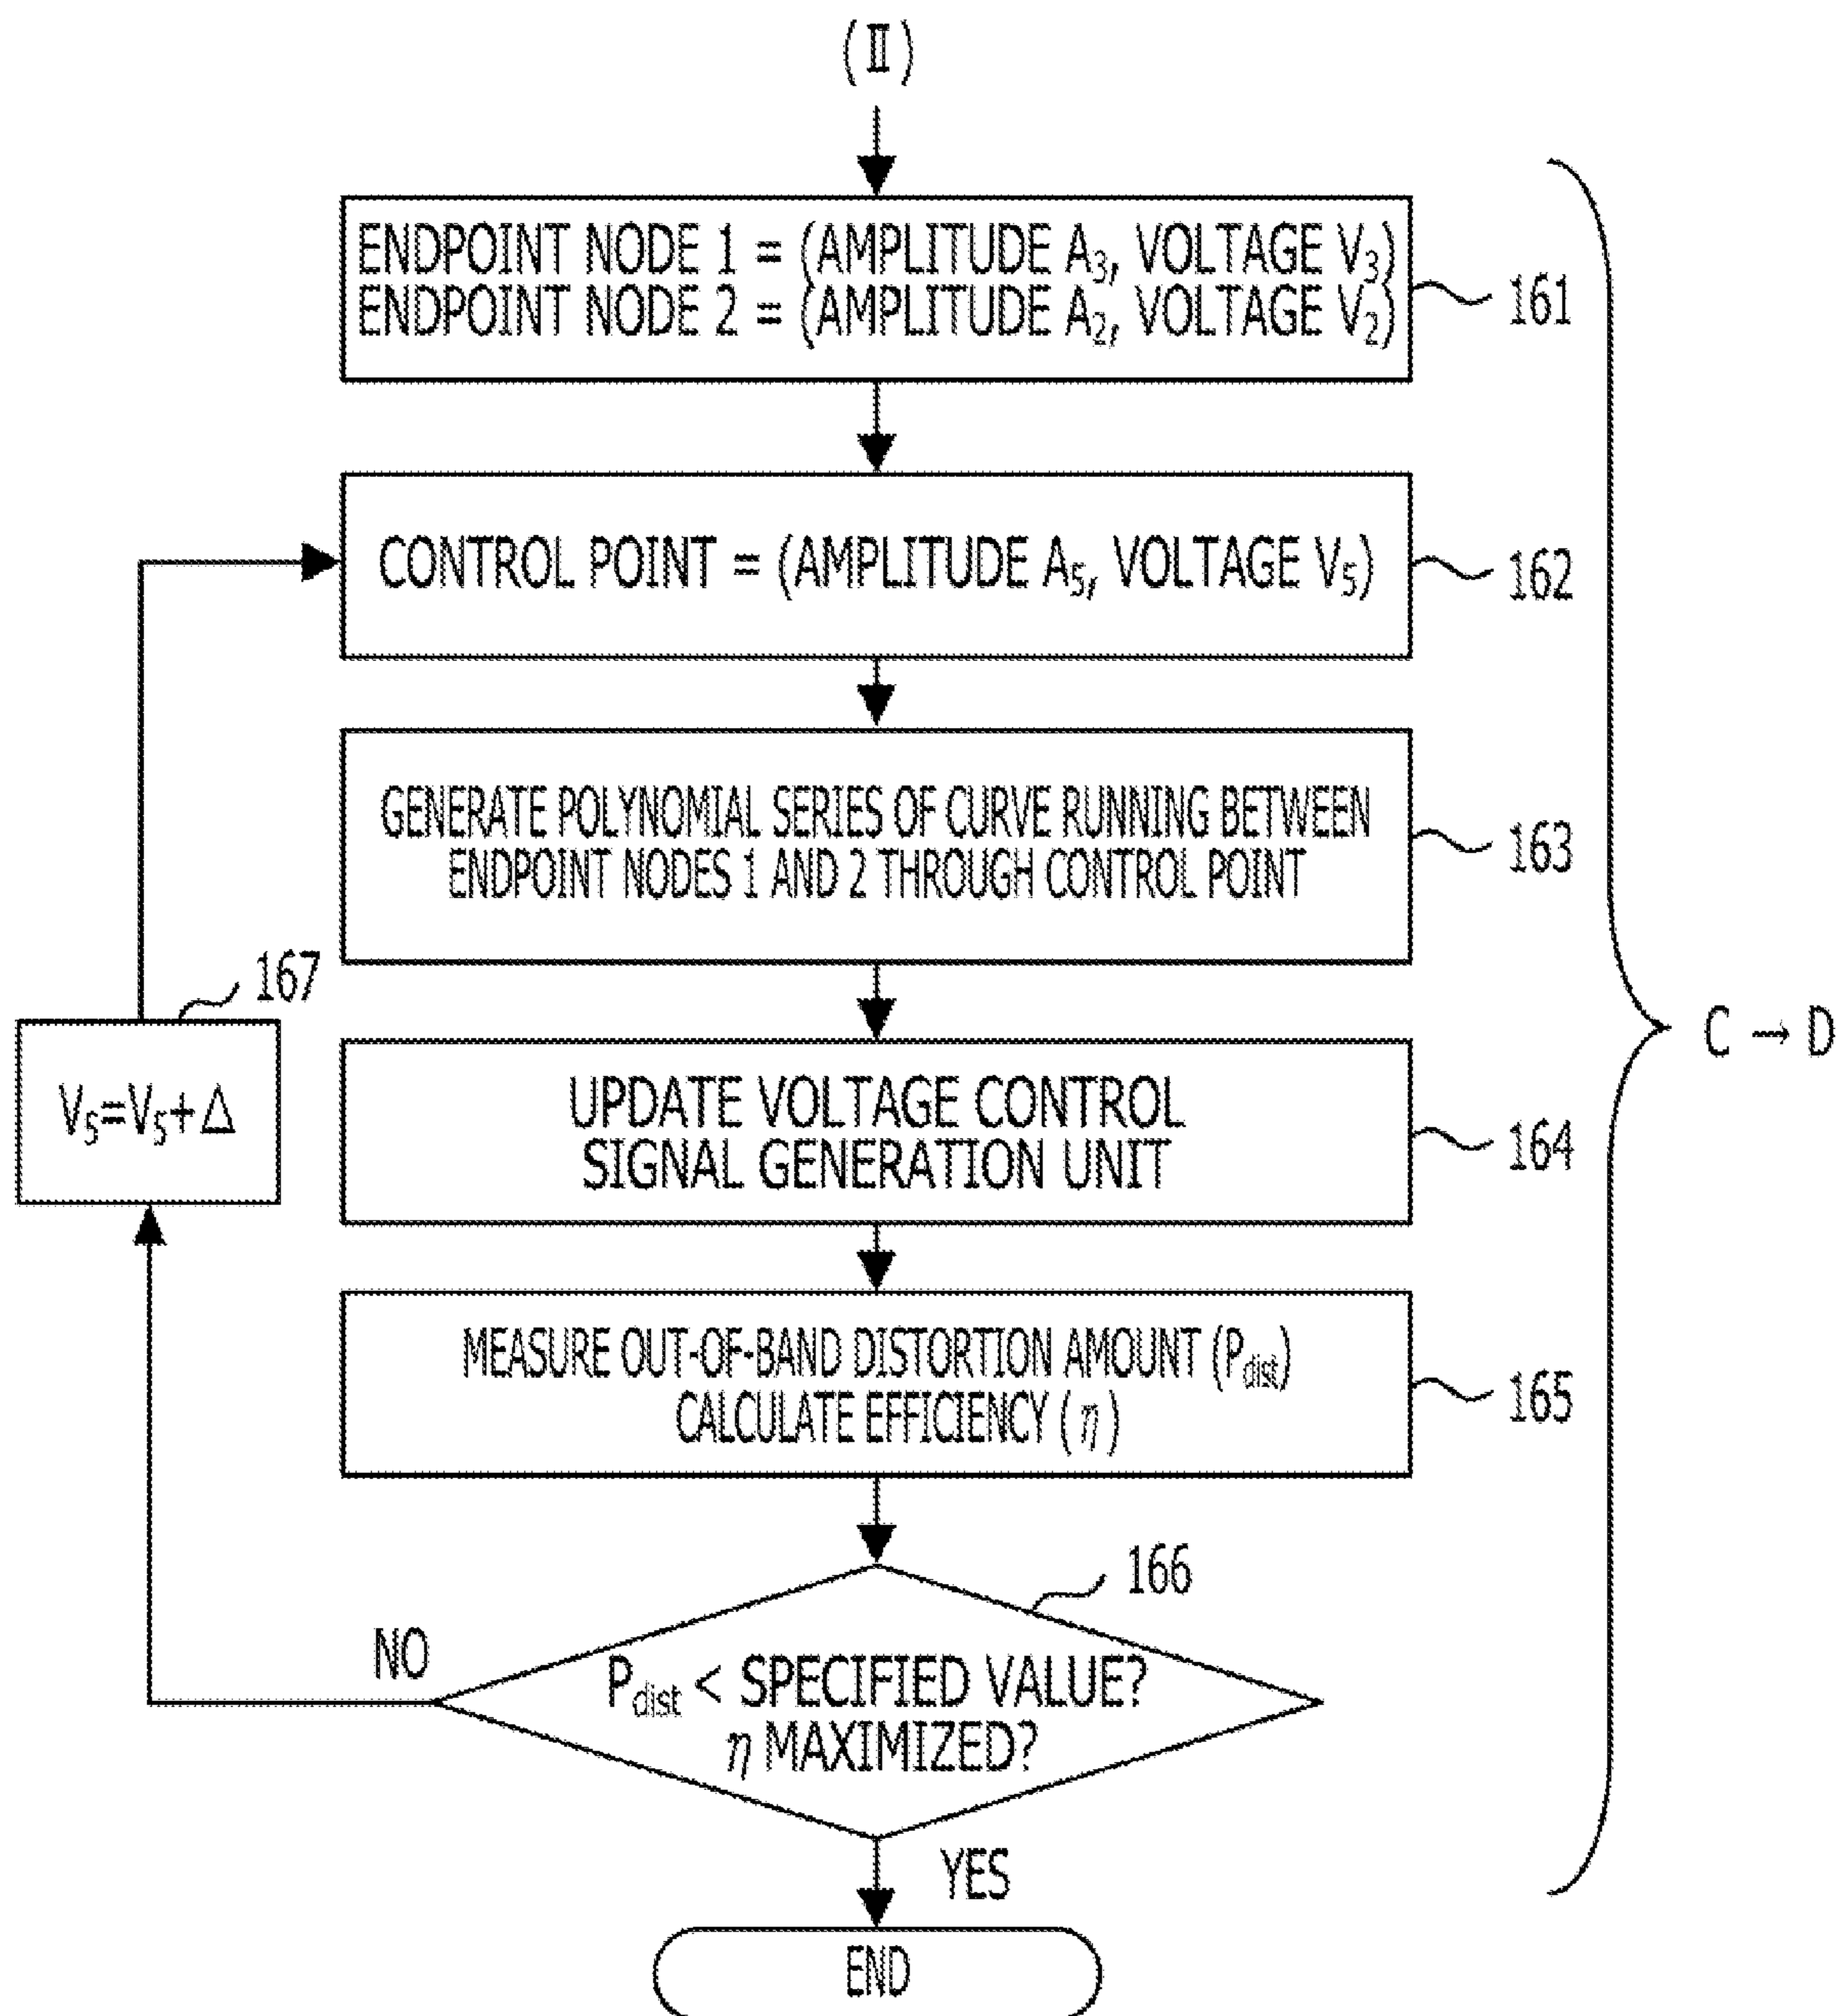 (II)
ENDPOINT NODE 1 = (AMPLITUDE A₃, VOLTAGE V₃)
ENDPOINT NODE 2 = (AMPLITUDE A₂, VOLTAGE V₂)
161
CONTROL POINT = (AMPLITUDE A₅, VOLTAGE V₅)
162
GENERATE POLYNOMIAL SERIES OF CURVE RUNNING BETWEEN
ENDPOINT NODES 1 AND 2 THROUGH CONTROL POINT
163
167
V₅=V₅+Δ
C → D
UPDATE VOLTAGE CONTROL
SIGNAL GENERATION UNIT
164
MEASURE OUT-OF-BAND DISTORTION AMOUNT (Pdist)
CALCULATE EFFICIENCY (η)
165
166
NO
Pdist < SPECIFIED VALUE?
η MAXIMIZED?
YES
END